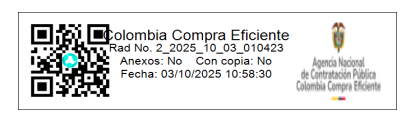 Colombia Compra Eficiente
Rad No. 2_2025_10_03_010423
Anexos: No Con copia: No
Fecha: 03/10/2025 10:58:30
Agencia Nacional
de Contratación Pública
Colombia Compra Eficiente